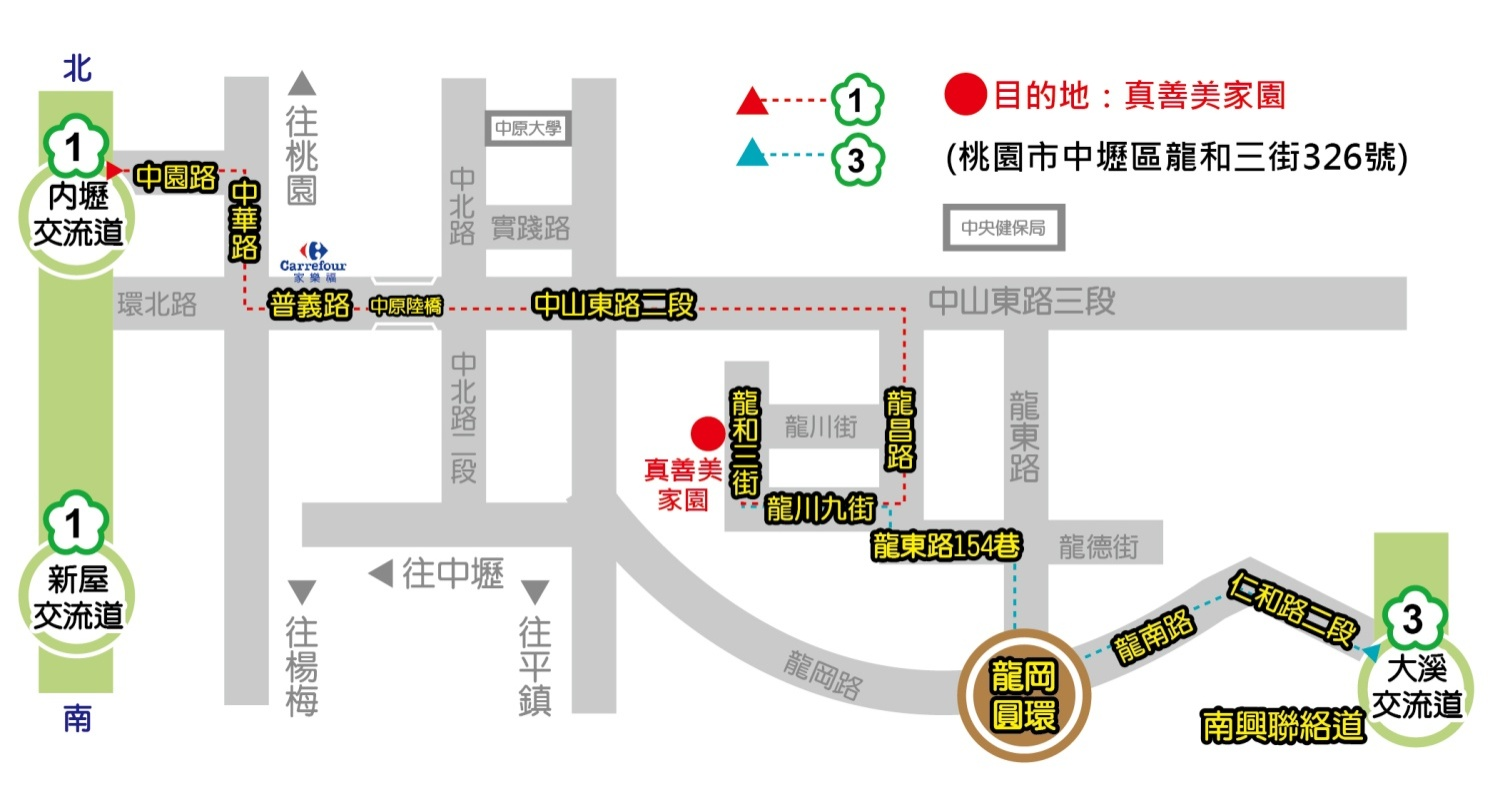 北
1
内壢
交流道
中園路
中華路
往桃園
Carrefour
家樂福
中原大學
中北路
實踐路
1
3
目的地：真善美家園
(桃園市中壢區龍和三街326號)
中央健保局
環北路
普義路
中原陸橋
中山東路二段
中山東路三段
中北路二段
龍和三街
龍川街
龍昌路
龍東路
真善美
家園
龍川九街
龍東路154巷
龍德街
1
新屋
交流道
南
往中壢
往楊梅
往平鎮
龍岡路
龍岡
圓環
龍南路
仁和路二段
3
大溪
交流道
南興聯絡道